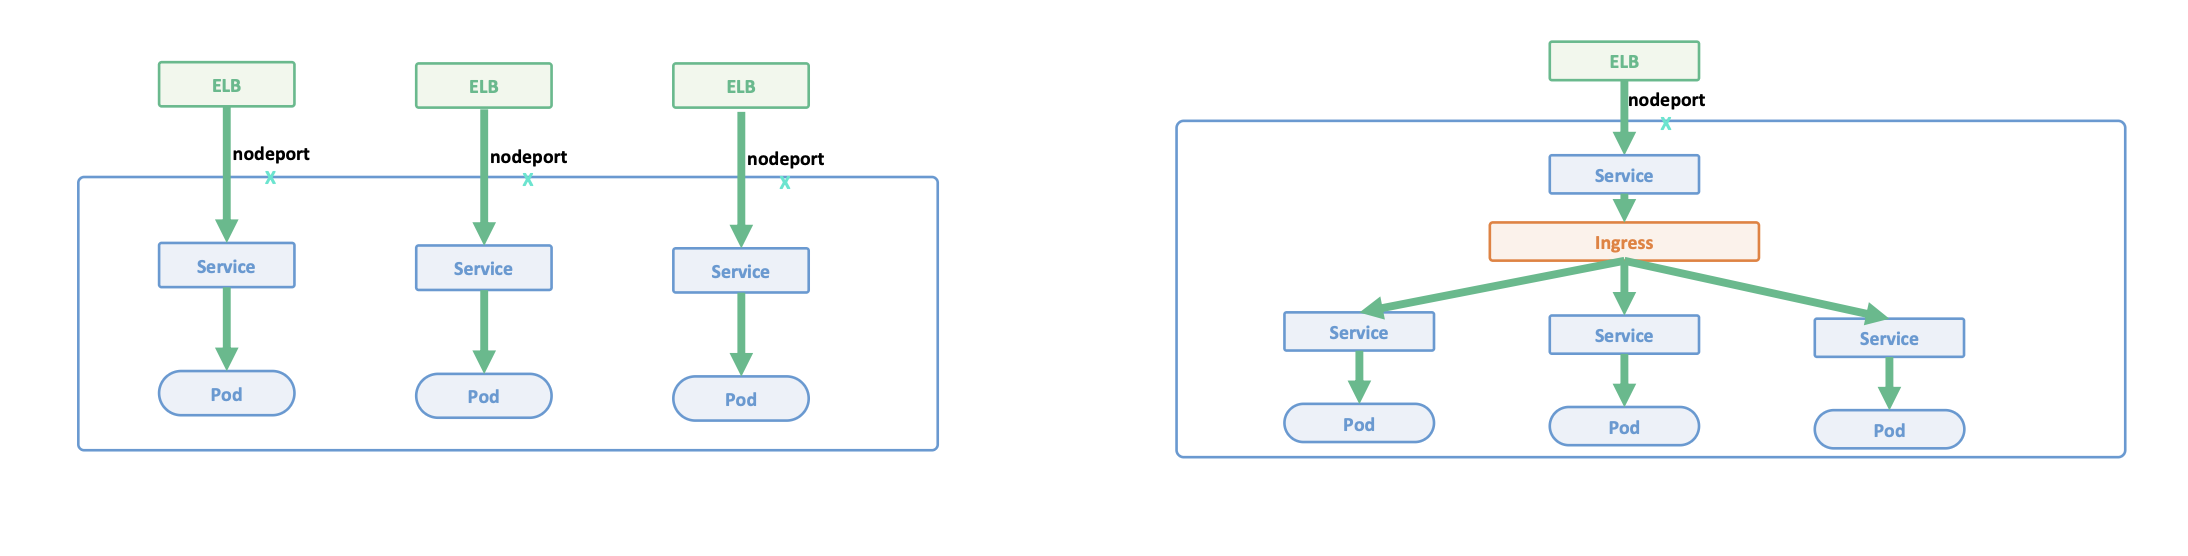 ELB
ELB
ELB
nodeport
nodeport
nodeport
x
x
x
Service
Service
Service
Pod
Pod
Pod
ELB
nodeport
x
Service
Ingress
Service
Service
Service
Pod
Pod
Pod